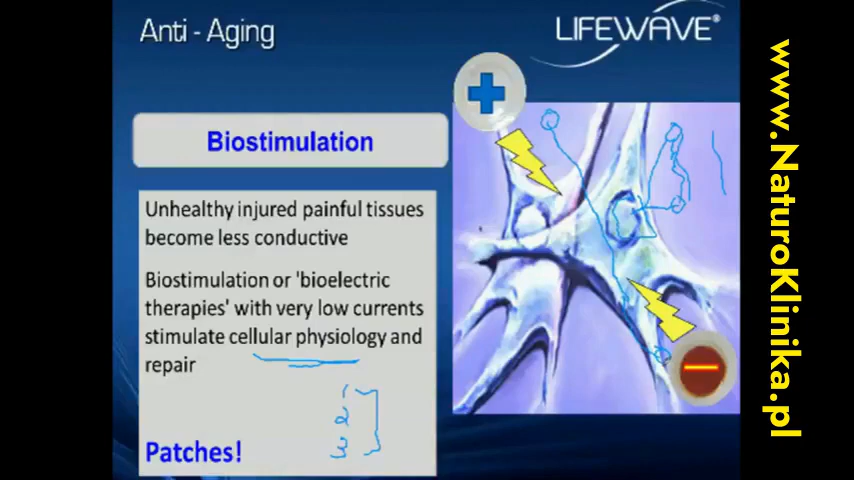 Anti - Aging
LIFEWAVE®
Biostimulation
Unhealthy injured painful tissues
become less conductive
Biostimulation or 'bioelectric
therapies' with very low currents
stimulate cellular physiology and
repair
1
2
3
Patches!
www.NaturoKlinika.pl